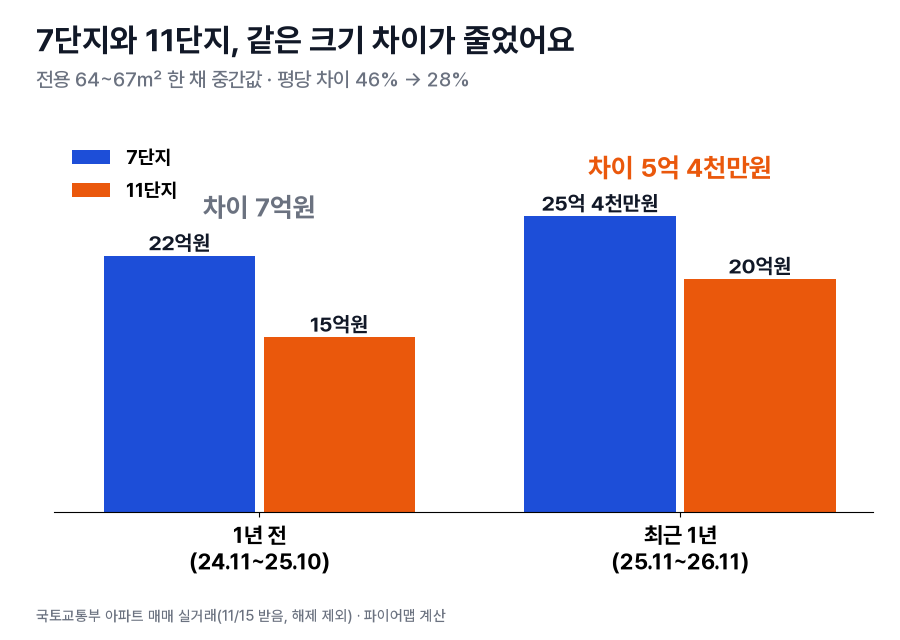 7단지와 11단지, 같은 크기 차이가 줄었어요
전용 64~67m² 한 채 중간값 · 평당 차이 46% → 28%
7단지
11단지
차이 7억원
차이 5억 4천만원
22억원
15억원
25억 4천만원
20억원
1년 전
(24.11~25.10)
최근 1년
(25.11~26.11)
국토교통부 아파트 매매 실거래(11/15 받음, 해제 제외) · 파이어맵 계산